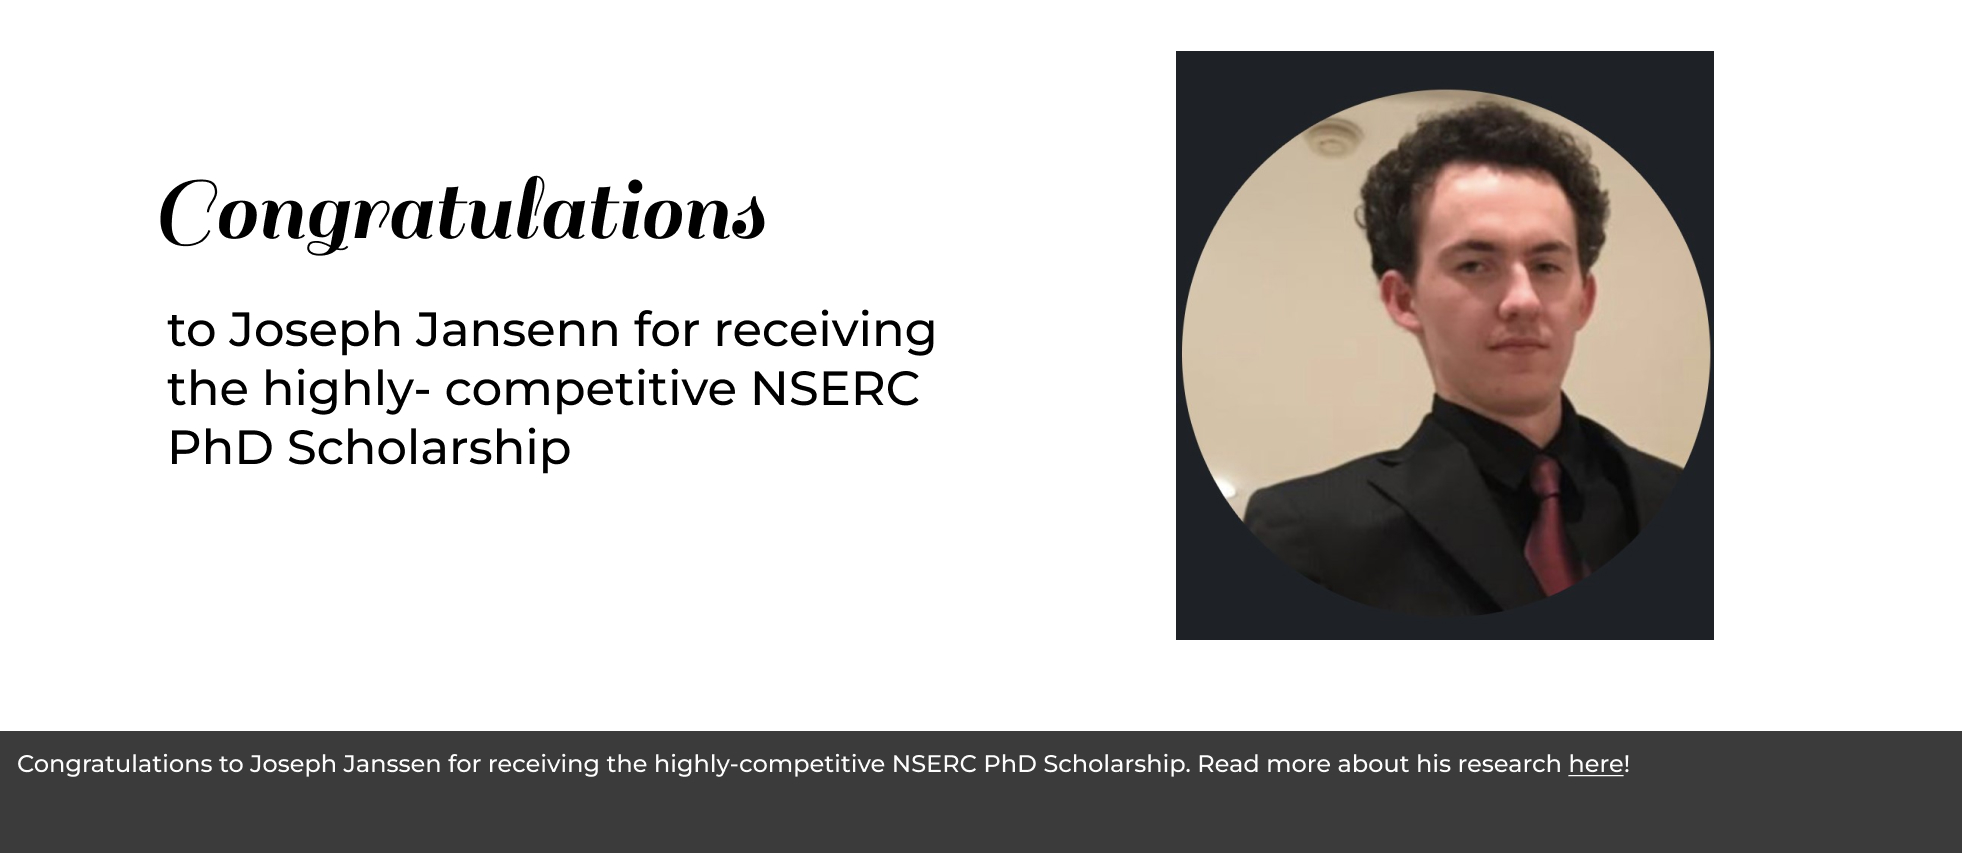 Congratulations
to Joseph Jansenn for receiving
the highly- competitive NSERC
PhD Scholarship
Congratulations to Joseph Janssen for receiving the highly-competitive NSERC PhD Scholarship. Read more about his research here!